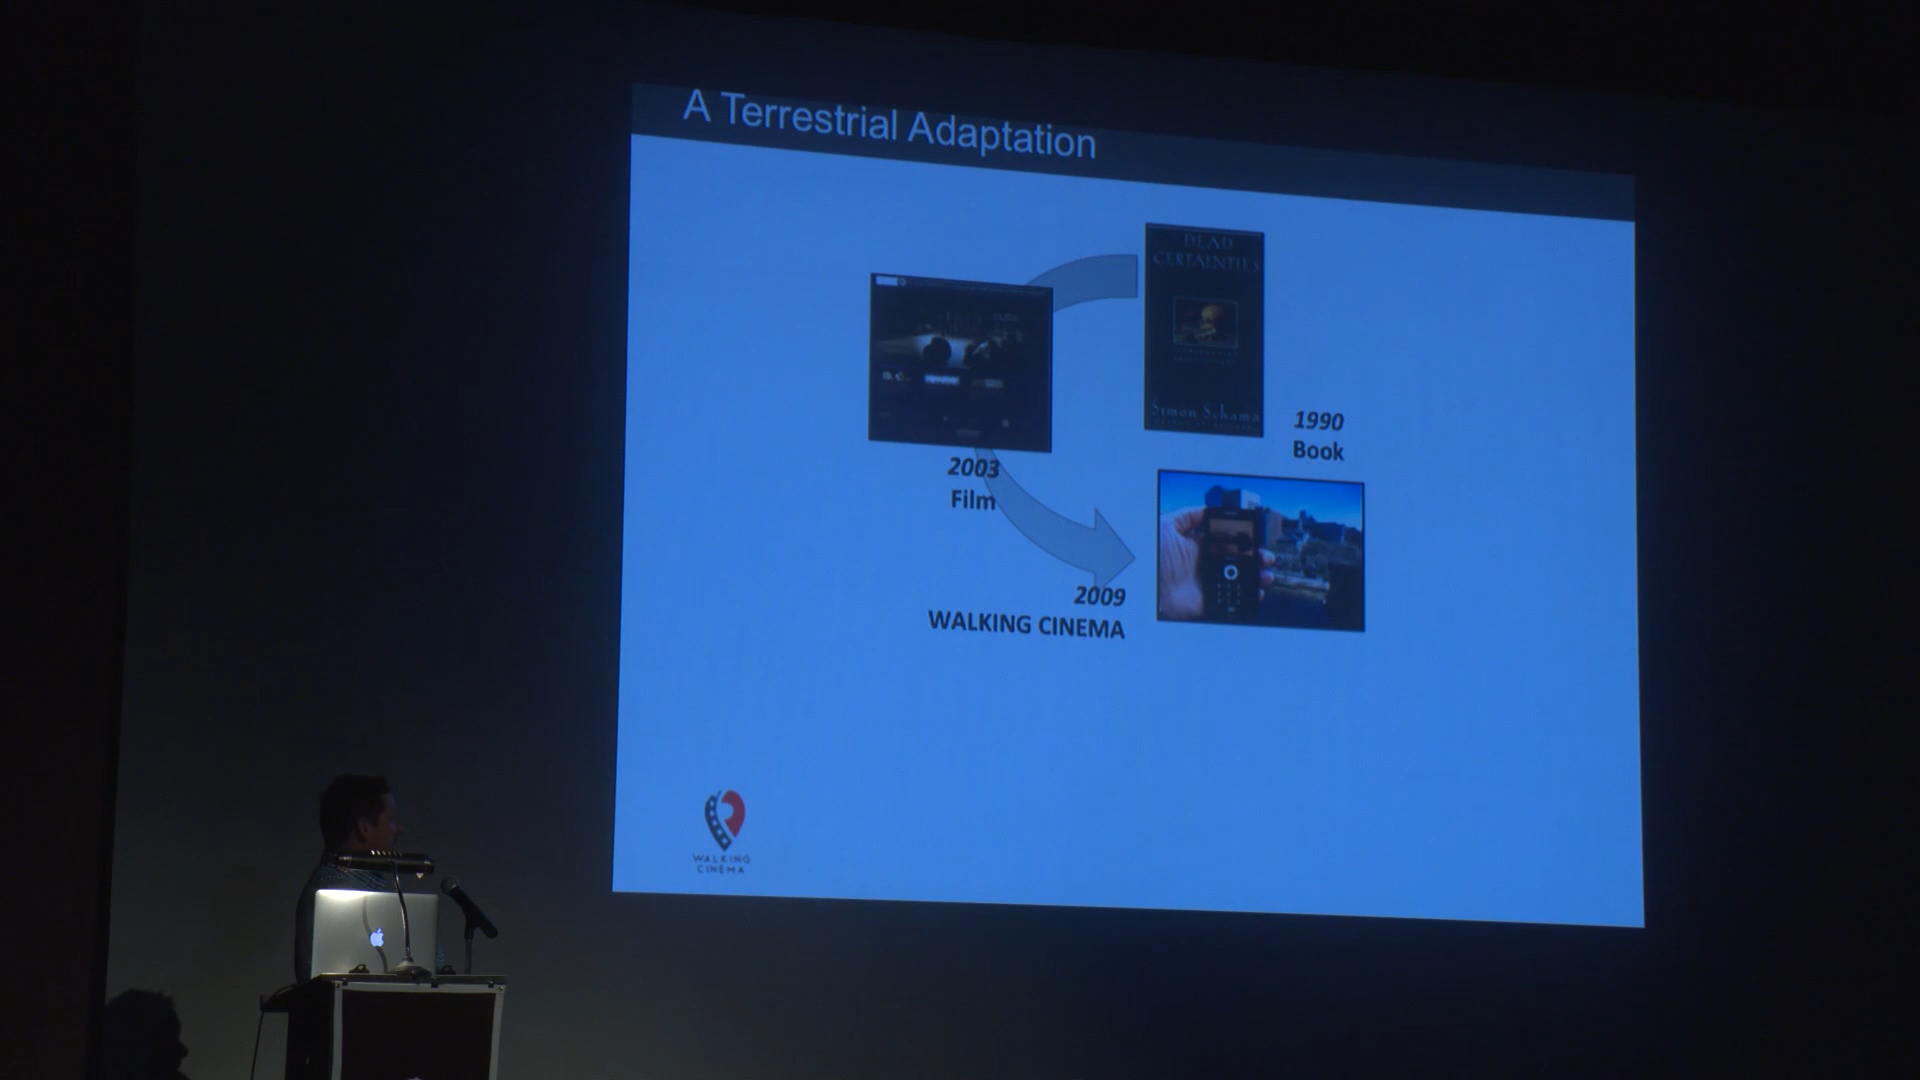 A Terrestrial Adaptation
DEAD
CERTAINTIES
Simon Schama
1990
Book
2003
Film
2009
WALKING CINEMA
WALKING
CINEMA